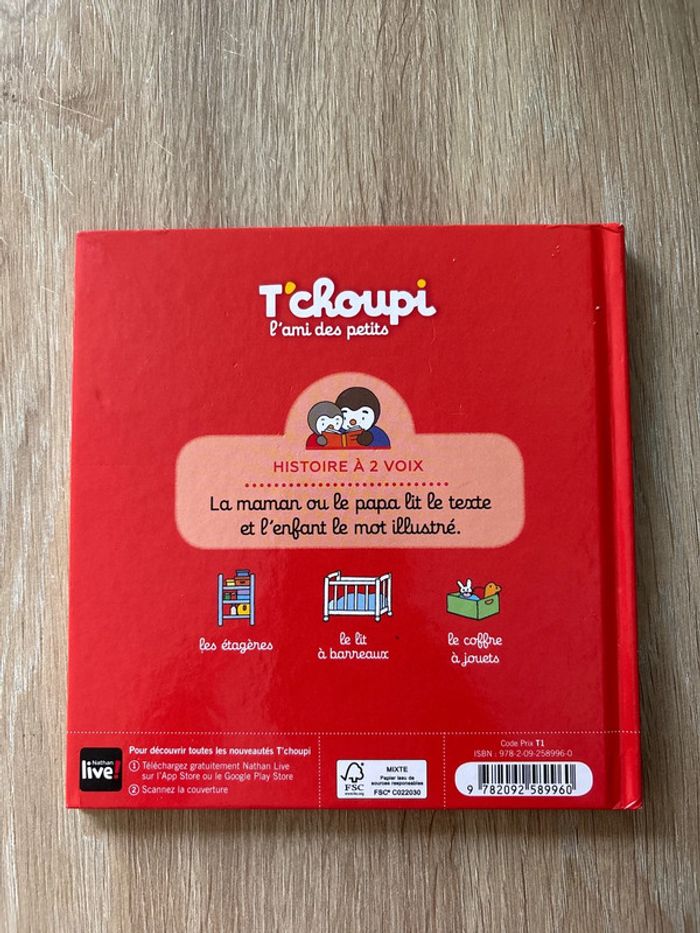 T'choupi
l'ami des petits
HISTOIRE À 2 VOIX
La maman ou le papa lit le texte
et l'enfant le mot illustré.
les étagères
le lit
à barreaux
le coffre
à jouets
Nathan
live!
Pour découvrir toutes les nouveautés T'choupi
1 Téléchargez gratuitement Nathan Live
sur l'App Store ou le Google Play Store
2 Scannez la couverture
FSC
www.fsc.org
MIXTE
Papier issu de
sources responsables
FSC® C022030
Code Prix T1
ISBN : 978-2-09-258996-0
9 782092 589960